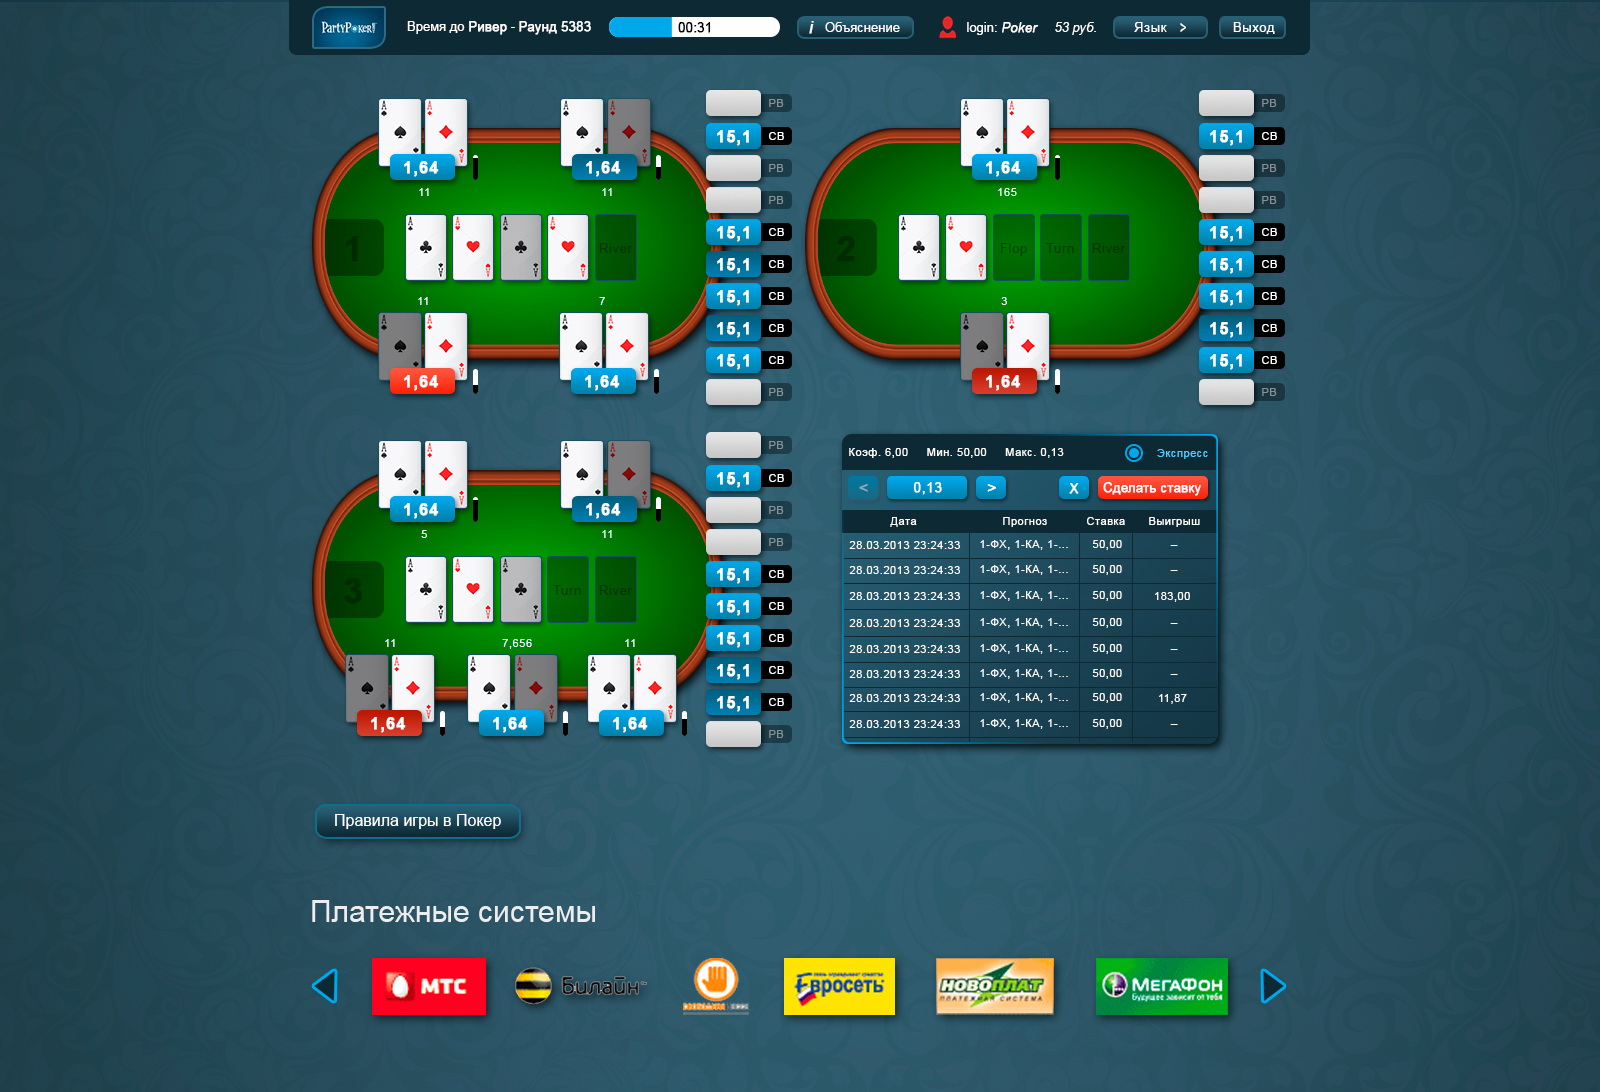 PartyPoker
Время до Ривер - Раунд 5383
00:31
i Объяснение
login: Poker
53 руб.
Язык >
Выход
A A A A
1,64 1,64
11 11
1
A A A A River
11 7
A A A A
1,64 1,64
РВ
15,1 СВ
РВ
РВ
15,1 СВ
15,1 СВ
15,1 СВ
15,1 СВ
15,1 СВ
РВ
A A
1,64
165
2
A A Flop Turn River
3
A A
1,64
РВ
15,1 СВ
РВ
РВ
15,1 СВ
15,1 СВ
15,1 СВ
15,1 СВ
15,1 СВ
РВ
A A A A
1,64 1,64
5 11
3
A A A Turn River
11 7,656 11
A A A A A A
1,64 1,64 1,64
РВ
15,1 СВ
РВ
РВ
15,1 СВ
15,1 СВ
15,1 СВ
15,1 СВ
15,1 СВ
РВ
Коэф. 6,00 Мин. 50,00 Макс. 0,13 Экспресс
< 0,13 > X Сделать ставку
Дата Прогноз Ставка Выигрыш
28.03.2013 23:24:33 1-ФХ, 1-КА, 1-... 50,00 –
28.03.2013 23:24:33 1-ФХ, 1-КА, 1-... 50,00 –
28.03.2013 23:24:33 1-ФХ, 1-КА, 1-... 50,00 183,00
28.03.2013 23:24:33 1-ФХ, 1-КА, 1-... 50,00 –
28.03.2013 23:24:33 1-ФХ, 1-КА, 1-... 50,00 –
28.03.2013 23:24:33 1-ФХ, 1-КА, 1-... 50,00 –
28.03.2013 23:24:33 1-ФХ, 1-КА, 1-... 50,00 11,87
28.03.2013 23:24:33 1-ФХ, 1-КА, 1-... 50,00 –
Правила игры в Покер
Платежные системы
МТС
Билайн
Евросеть
НОВОПЛАТ
ПЛАТЕЖНАЯ СИСТЕМА
МЕГАФОН
Будущее зависит от тебя